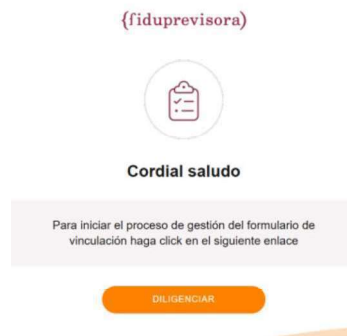 {fiduprevisora)
Cordial saludo
Para iniciar el proceso de gestión del formulario de
vinculación haga click en el siguiente enlace
DILIGENCIAR